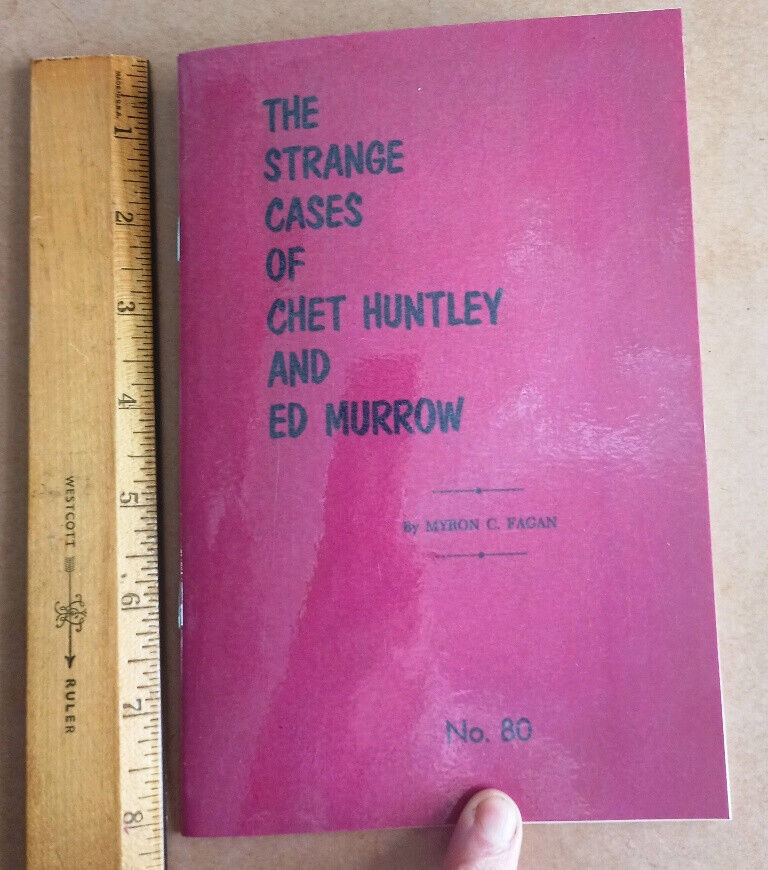 THE
STRANGE
CASES
OF
CHET HUNTLEY
AND
ED MURROW
By MYRON C. FAGAN
No. 80
1
2
3
4
5
6
7
8
WESTCOTT
RULER